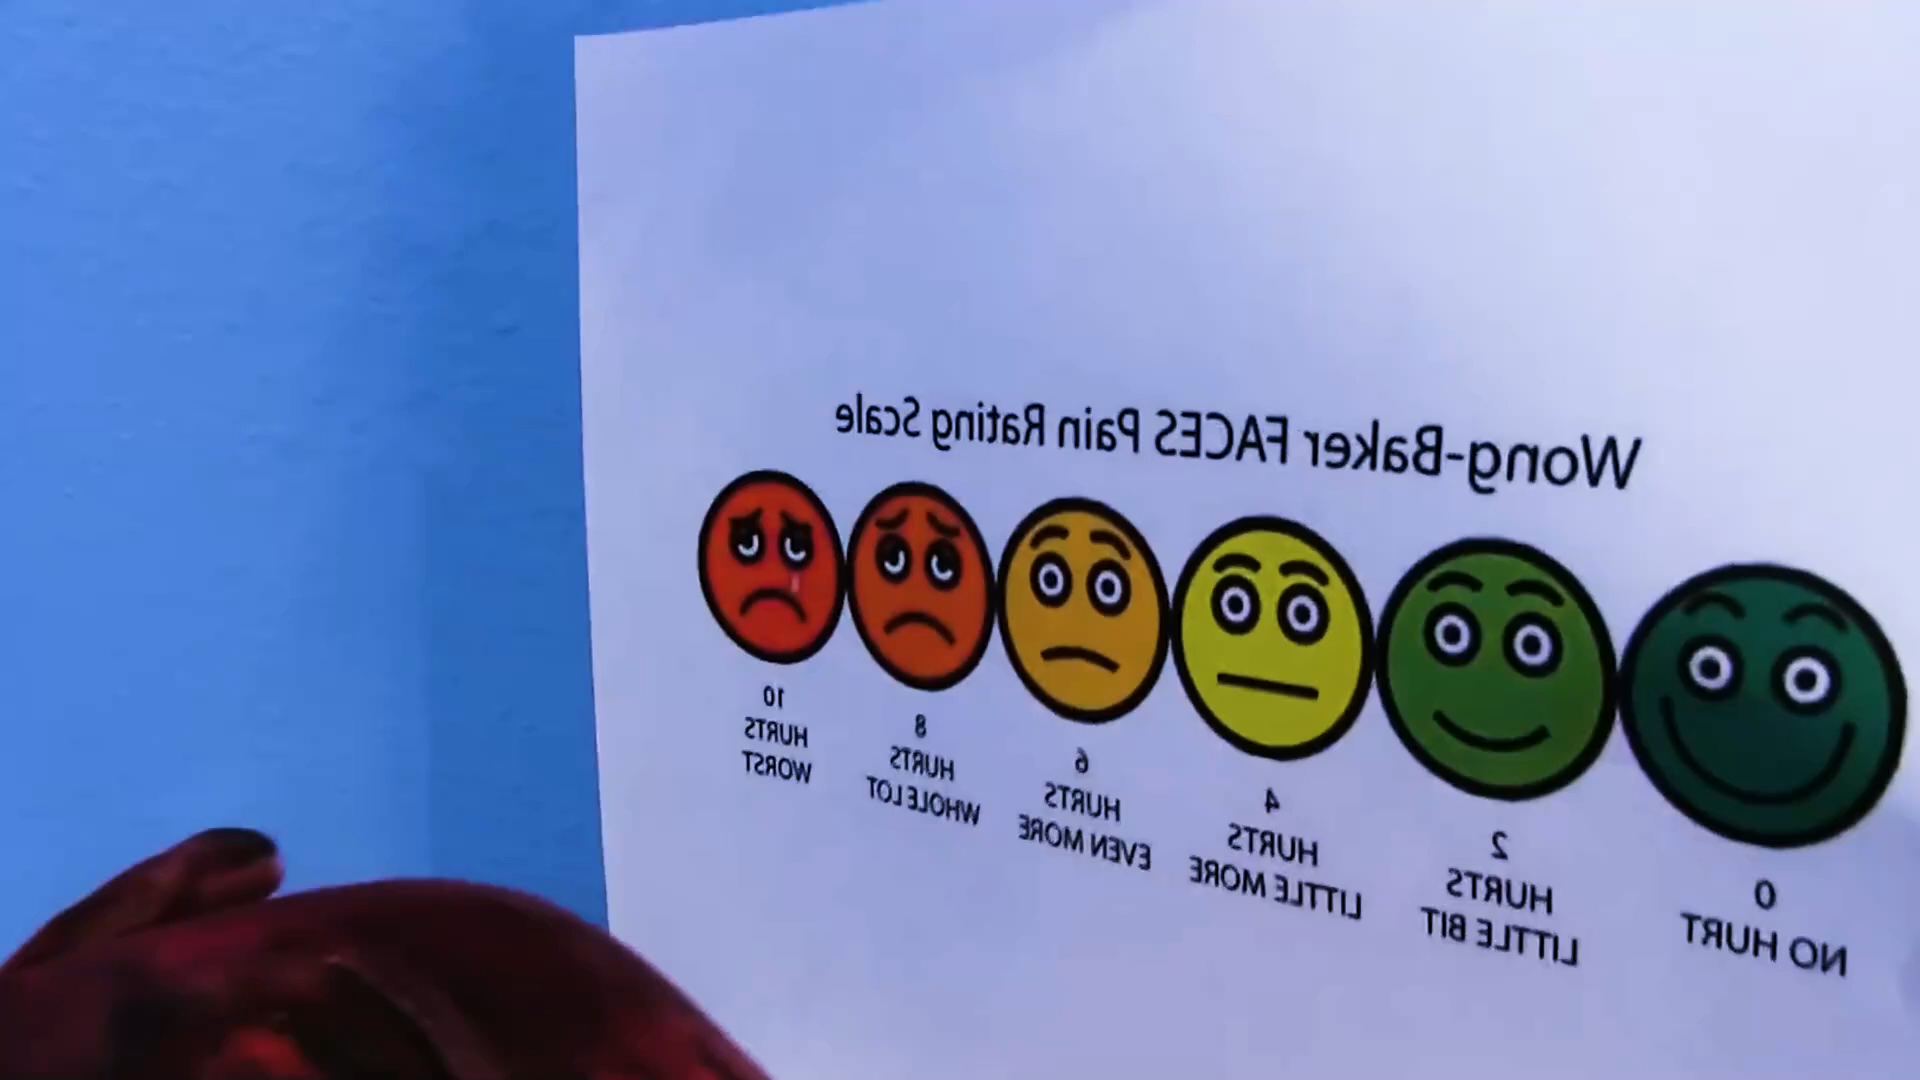 Wong-Baker FACES Pain Rating Scale
0
NO HURT
2
HURTS
LITTLE BIT
4
HURTS
LITTLE MORE
6
HURTS
EVEN MORE
8
HURTS
WHOLE LOT
10
HURTS
WORST